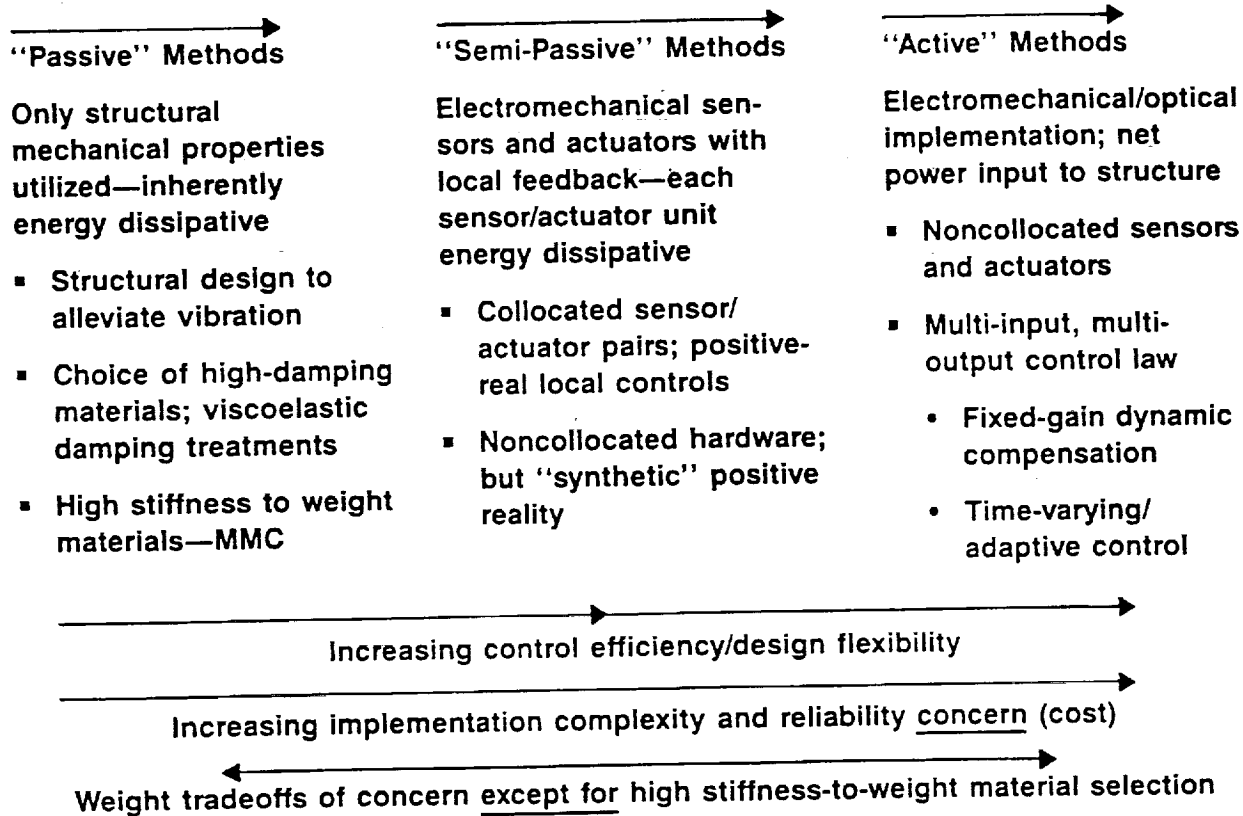 “Passive” Methods
Only structural
mechanical properties
utilized—inherently
energy dissipative
▪ Structural design to
alleviate vibration
▪ Choice of high-damping
materials; viscoelastic
damping treatments
▪ High stiffness to weight
materials—MMC
“Semi-Passive” Methods
Electromechanical sen-
sors and actuators with
local feedback—each
sensor/actuator unit
energy dissipative
▪ Collocated sensor/
actuator pairs; positive-
real local controls
▪ Noncollocated hardware;
but “synthetic” positive
reality
“Active” Methods
Electromechanical/optical
implementation; net
power input to structure
▪ Noncollocated sensors
and actuators
▪ Multi-input, multi-
output control law
• Fixed-gain dynamic
compensation
• Time-varying/
adaptive control
Increasing control efficiency/design flexibility
Increasing implementation complexity and reliability concern (cost)
Weight tradeoffs of concern except for high stiffness-to-weight material selection